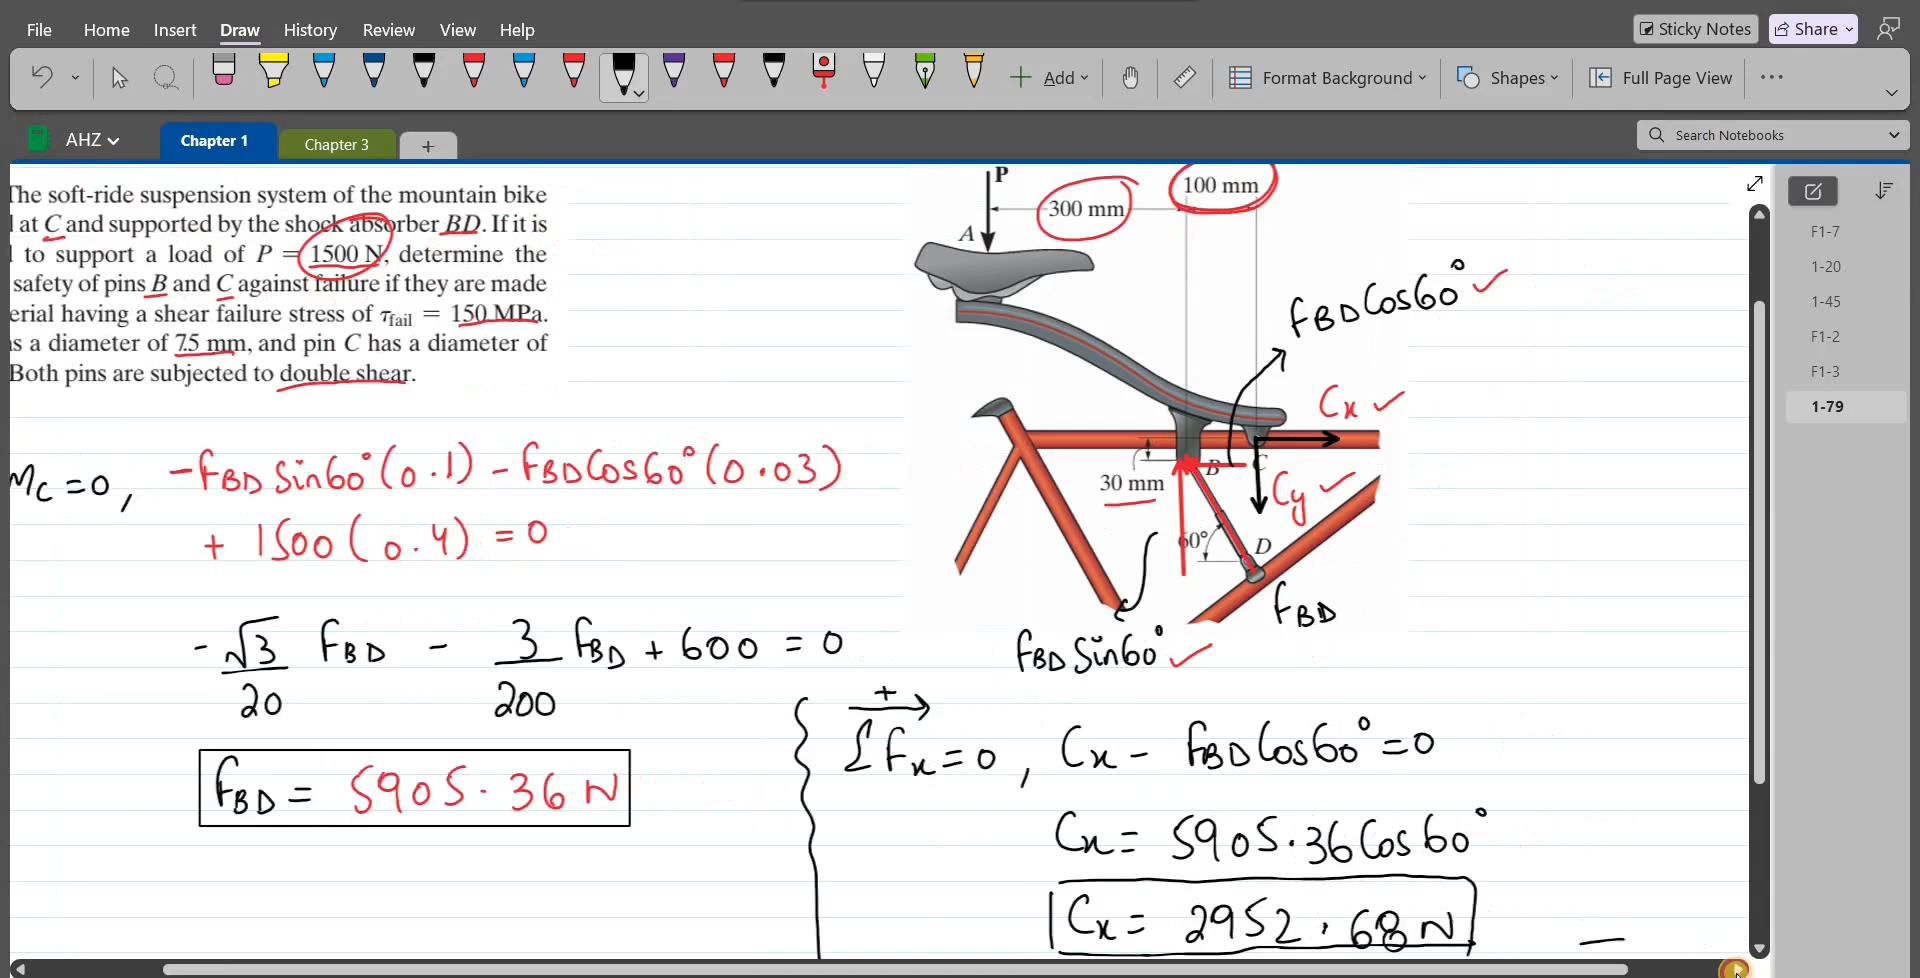 File Home Insert Draw History Review View Help Sticky Notes Share
Add Format Background Shapes Full Page View
AHZ Chapter 1 Chapter 3 + Search Notebooks
The soft-ride suspension system of the mountain bike
at C and supported by the shock absorber BD. If it is
to support a load of P = 1500 N, determine the
safety of pins B and C against failure if they are made
erial having a shear failure stress of τfail = 150 MPa.
s a diameter of 7.5 mm, and pin C has a diameter of
Both pins are subjected to double shear.
P
300 mm
100 mm
A
FBD Cos60°
Cx
B
C
30 mm
Cy
60°
D
FBD
FBD Sin60°
Mc = 0, - FBD Sin60° (0.1) - FBD Cos60° (0.03)
+ 1500 (0.4) = 0
- √3/20 FBD - 3/200 FBD + 600 = 0
FBD = 5905.36 N
+
ΣFx = 0, Cx - FBD Cos60° = 0
Cx = 5905.36 Cos60°
Cx = 2952.68 N
F1-7
1-20
1-45
F1-2
F1-3
1-79